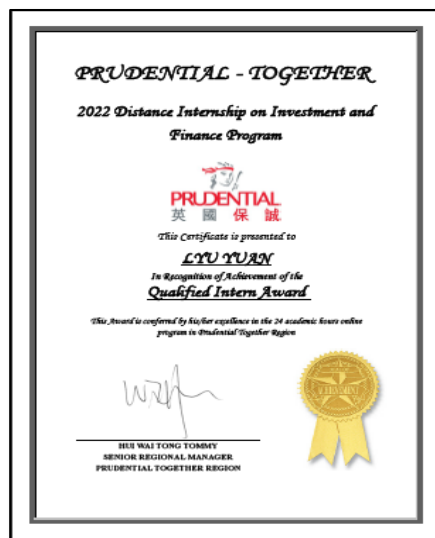 PRUDENTIAL - TOGETHER
2022 Distance Internship on Investment and
Finance Program
PRUDENTIAL
英國保誠
This Certificate is presented to
LYU YUAN
In Recognition of Achievement of the
Qualified Intern Award
This Award is conferred by his/her excellence in the 24 academic hours online
program in Prudential Together Region
ACHIEVEMENT
HUI WAI TONG TOMMY
SENIOR REGIONAL MANAGER
PRUDENTIAL TOGETHER REGION